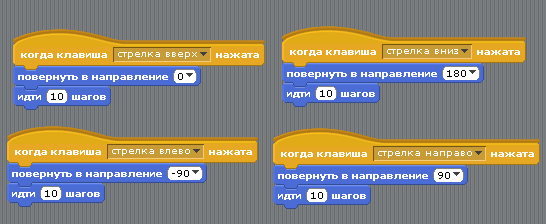 когда клавиша стрелка вверх нажата
повернуть в направление 0
идти 10 шагов
когда клавиша стрелка вниз нажата
повернуть в направление 180
идти 10 шагов
когда клавиша стрелка влево нажата
повернуть в направление -90
идти 10 шагов
когда клавиша стрелка направо нажата
повернуть в направление 90
идти 10 шагов